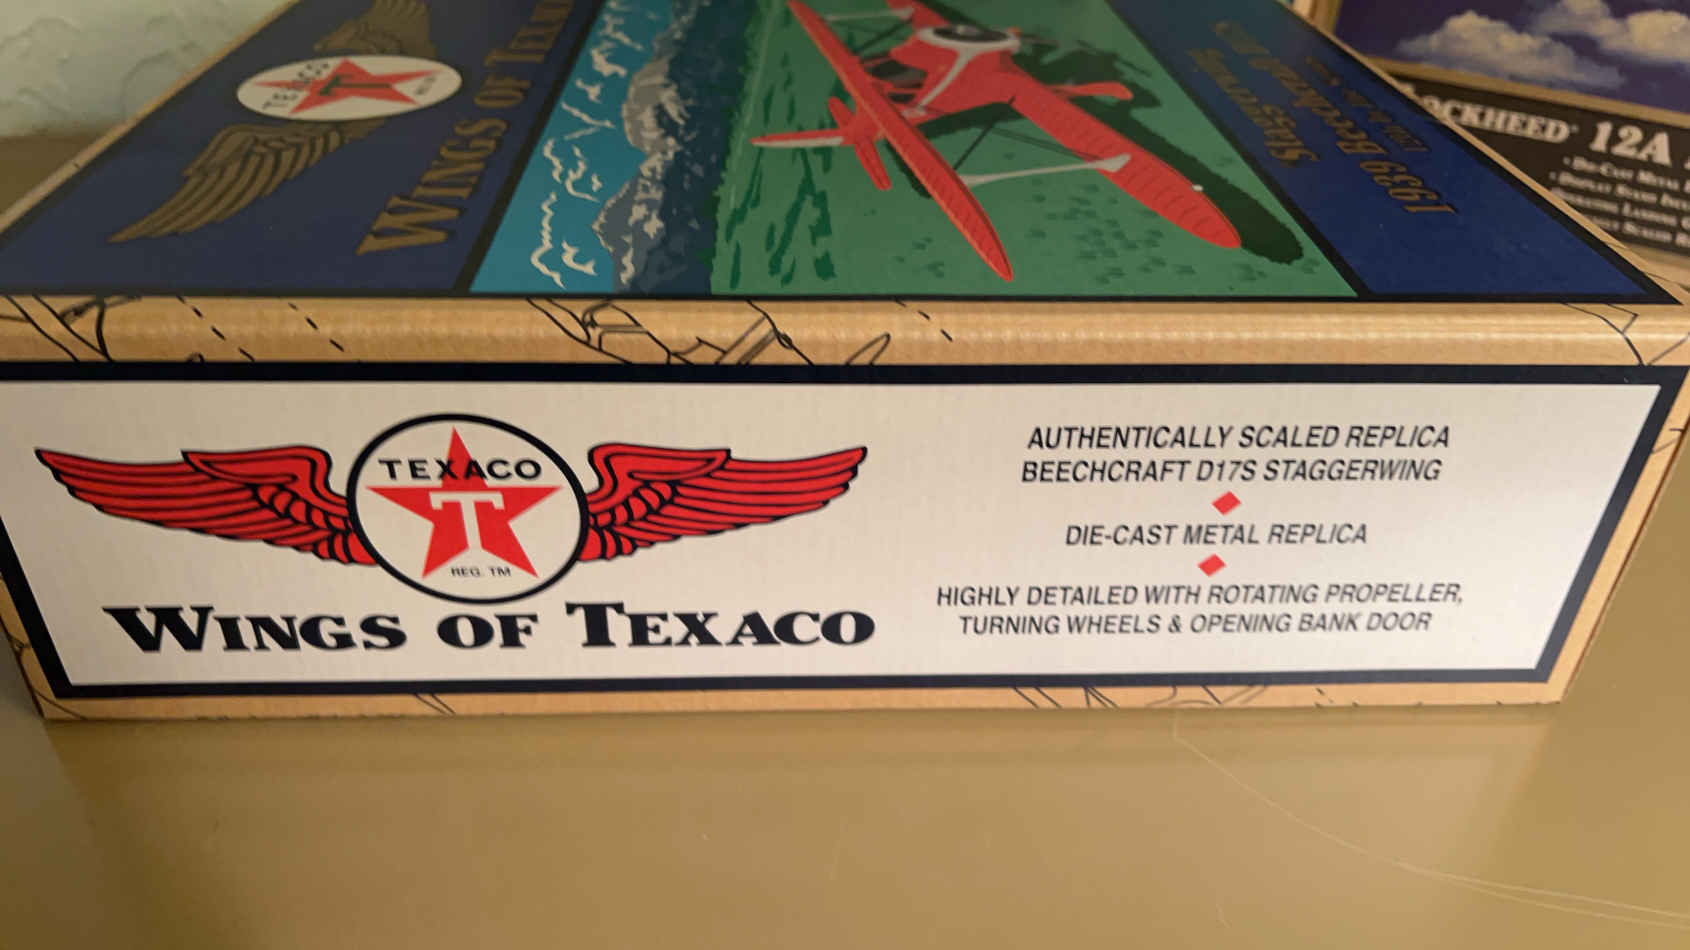 TEXACO
T
WINGS OF TEXACO
1939 Beechcraft
Staggerwing
LOCKHEED 12A
TEXACO
T
REG. TM
WINGS OF TEXACO
AUTHENTICALLY SCALED REPLICA
BEECHCRAFT D17S STAGGERWING
DIE-CAST METAL REPLICA
HIGHLY DETAILED WITH ROTATING PROPELLER,
TURNING WHEELS & OPENING BANK DOOR